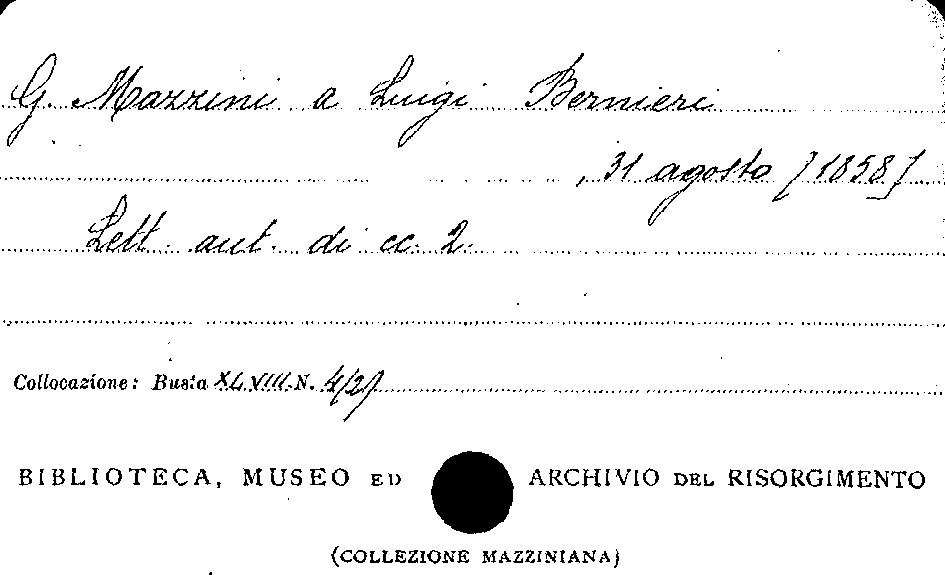 G. Mazzini a Luigi Bernieri
, 31 agosto [1858]
Lett. aut. di cc. 2.
Collocazione: Busta XLVIII N. 4/2)
BIBLIOTECA, MUSEO ED ARCHIVIO DEL RISORGIMENTO
(COLLEZIONE MAZZINIANA)